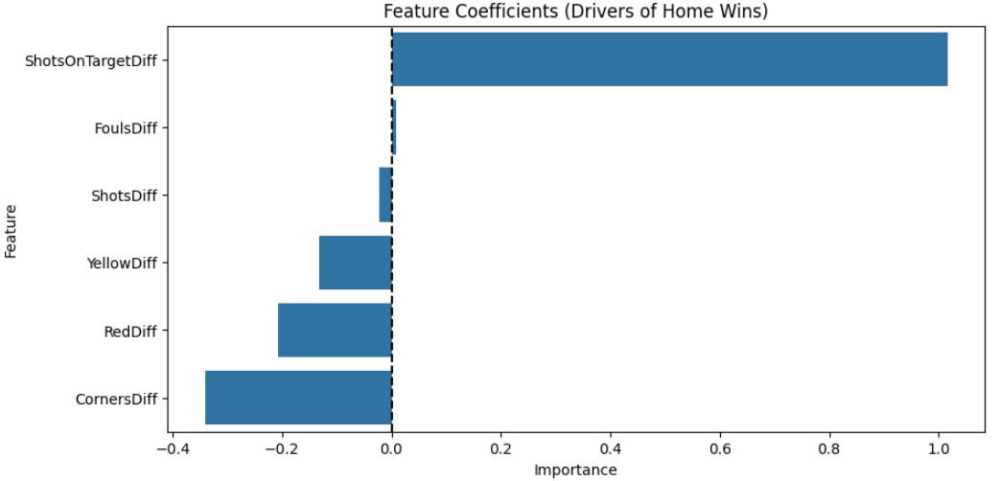 Feature Coefficients (Drivers of Home Wins)
ShotsOnTargetDiff
FoulsDiff
ShotsDiff
YellowDiff
RedDiff
CornersDiff
Feature
−0.4 −0.2 0.0 0.2 0.4 0.6 0.8 1.0
Importance